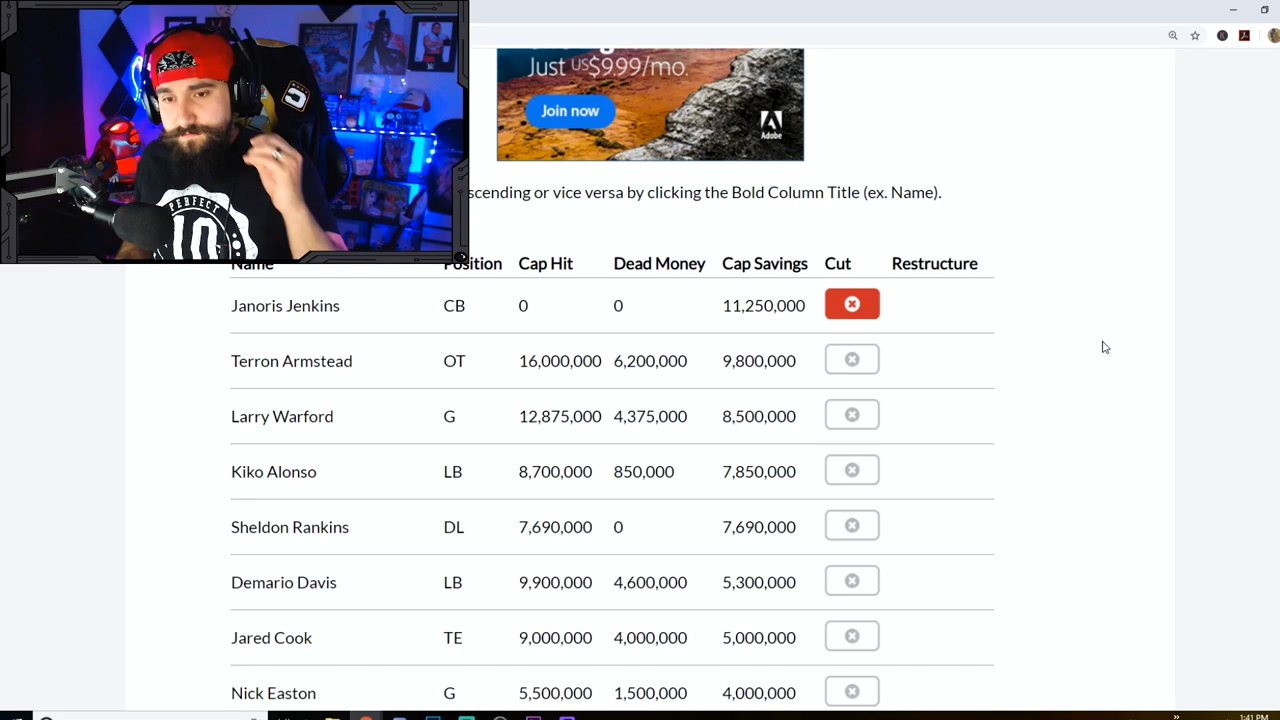 Just US$9.99/mo.
Join now
Adobe
scending or vice versa by clicking the Bold Column Title (ex. Name).
PERFECT
10
Name Position Cap Hit Dead Money Cap Savings Cut Restructure
Janoris Jenkins CB 0 0 11,250,000
Terron Armstead OT 16,000,000 6,200,000 9,800,000
Larry Warford G 12,875,000 4,375,000 8,500,000
Kiko Alonso LB 8,700,000 850,000 7,850,000
Sheldon Rankins DL 7,690,000 0 7,690,000
Demario Davis LB 9,900,000 4,600,000 5,300,000
Jared Cook TE 9,000,000 4,000,000 5,000,000
Nick Easton G 5,500,000 1,500,000 4,000,000
1:41 PM